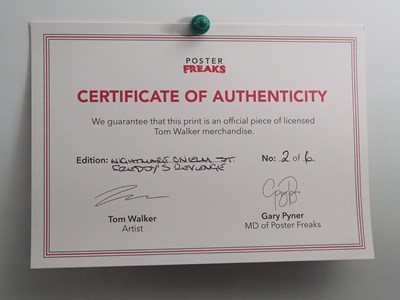 POSTER
FREAKS
CERTIFICATE OF AUTHENTICITY
We guarantee that this print is an official piece of licensed
Tom Walker merchandise.
Edition: NIGHTMARE ON ELM ST. No: 2 of 6
FREDDY'S REVENGE
Tom Walker Gary Pyner
Artist MD of Poster Freaks